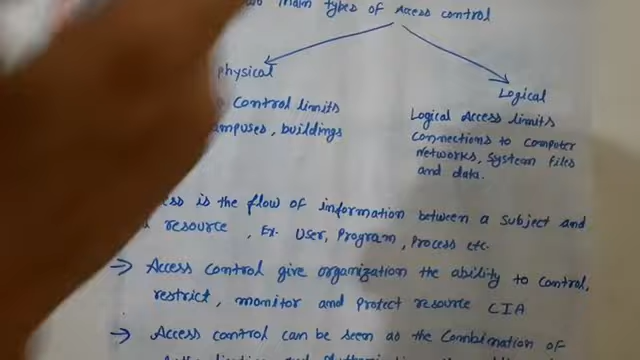 main types of Access control
physical
Logical
Control limits
Logical Access limits
buildings
connections to computer
networks, system files
and data.
is the flow of information between a subject and
resource, Ex. User, Program, Process etc.
→ Access control give organization the ability to control,
restrict, monitor and protect resource CIA
→ Access control can be seen as the Combination of